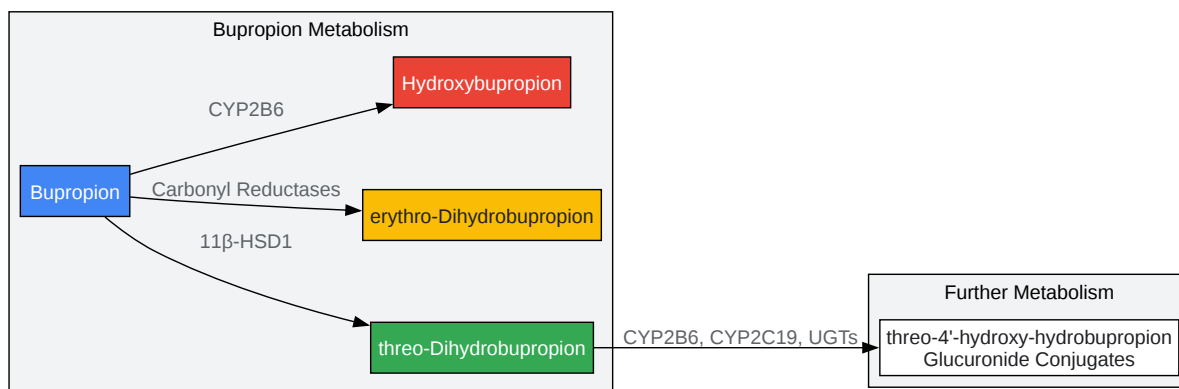 Bupropion Metabolism
Hydroxybupropion
CYP2B6
Bupropion
Carbonyl Reductases
erythro-Dihydrobupropion
11β-HSD1
threo-Dihydrobupropion
CYP2B6, CYP2C19, UGTs
Further Metabolism
threo-4'-hydroxy-hydrobupropion
Glucuronide Conjugates